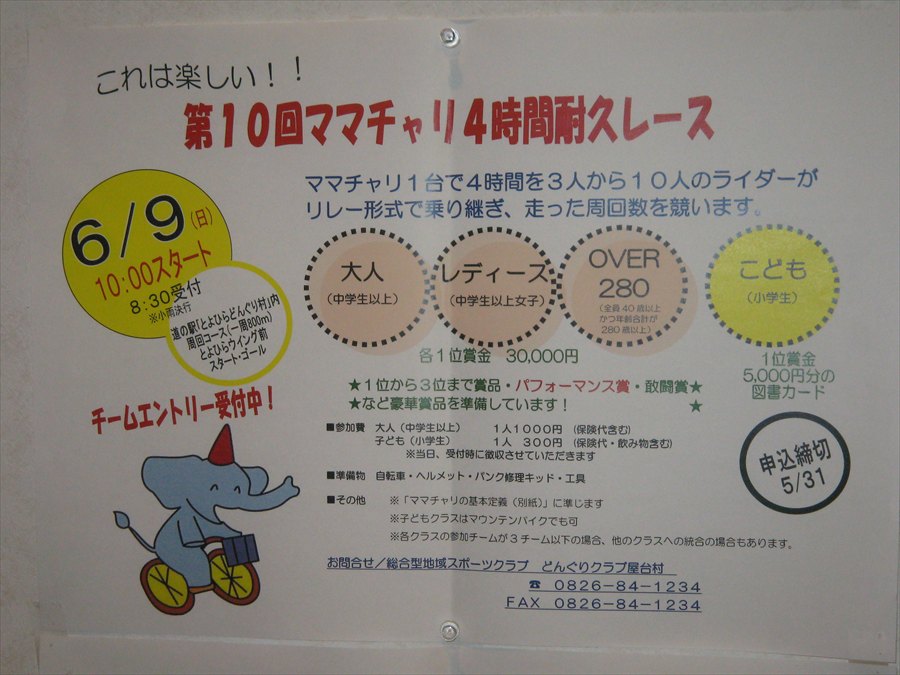 これは楽しい！！
第１０回ママチャリ４時間耐久レース
6/9(日)
10:00スタート
8:30受付
※小雨決行
道の駅「とよひらどんぐり村」内
周回コース(一周800m)
とよひらウイング前
スタート・ゴール
ママチャリ１台で４時間を３人から１０人のライダーが
リレー形式で乗り継ぎ、走った周回数を競います。
大人
（中学生以上）
レディーズ
（中学生以上女子）
OVER
280
（全員４０歳以上
かつ年齢合計が
280歳以上）
こども
（小学生）
各１位賞金　30,000円
１位賞金
5,000円分の
図書カード
★１位から３位まで賞品・パフォーマンス賞・敢闘賞★
★など豪華賞品を準備しています！　★
チームエントリー受付中！
■参加費　大人（中学生以上）　１人１０００円　（保険代含む）
子ども（小学生）　１人　３００円　（保険代・飲み物含む）
※当日、受付時に徴収させていただきます
■準備物　自転車・ヘルメット・パンク修理キッド・工具
■その他　※「ママチャリの基本定義（別紙）」に準じます
※子どもクラスはマウンテンバイクでも可
※各クラスの参加チームが３チーム以下の場合、他のクラスへの統合の場合もあります。
申込締切
5/31
お問合せ／総合型地域スポーツクラブ　どんぐりクラブ屋台村
☎　０８２６-８４-１２３４
FAX　０８２６-８４-１２３４